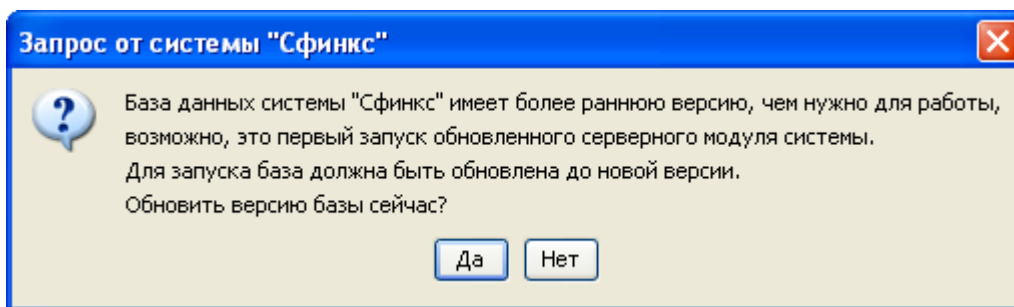 Запрос от системы "Сфинкс"
База данных системы "Сфинкс" имеет более раннюю версию, чем нужно для работы,
возможно, это первый запуск обновленного серверного модуля системы.
Для запуска база должна быть обновлена до новой версии.
Обновить версию базы сейчас?
Да Нет